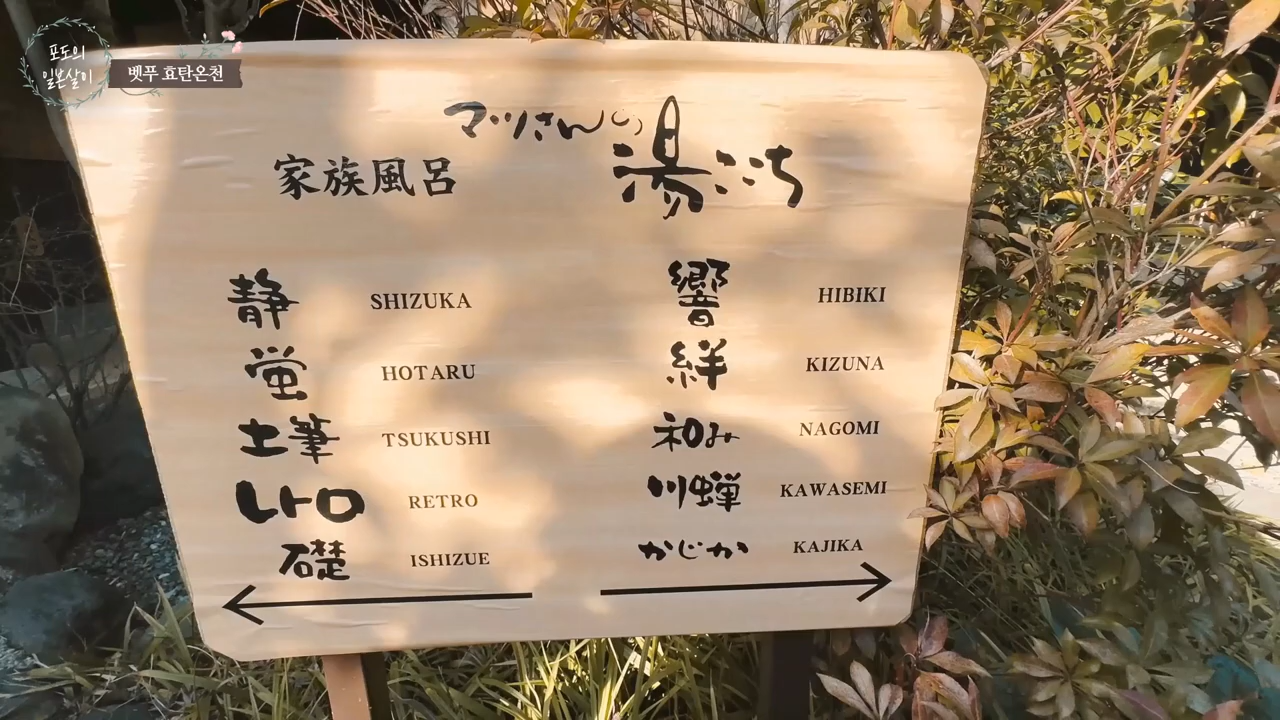 포도의
일본살이
벳푸 효탄온천
マツさんの
湯ごこち
家族風呂
静 SHIZUKA
蛍 HOTARU
土筆 TSUKUSHI
レトロ RETRO
礎 ISHIZUE
響 HIBIKI
絆 KIZUNA
和み NAGOMI
川蝉 KAWASEMI
かじか KAJIKA